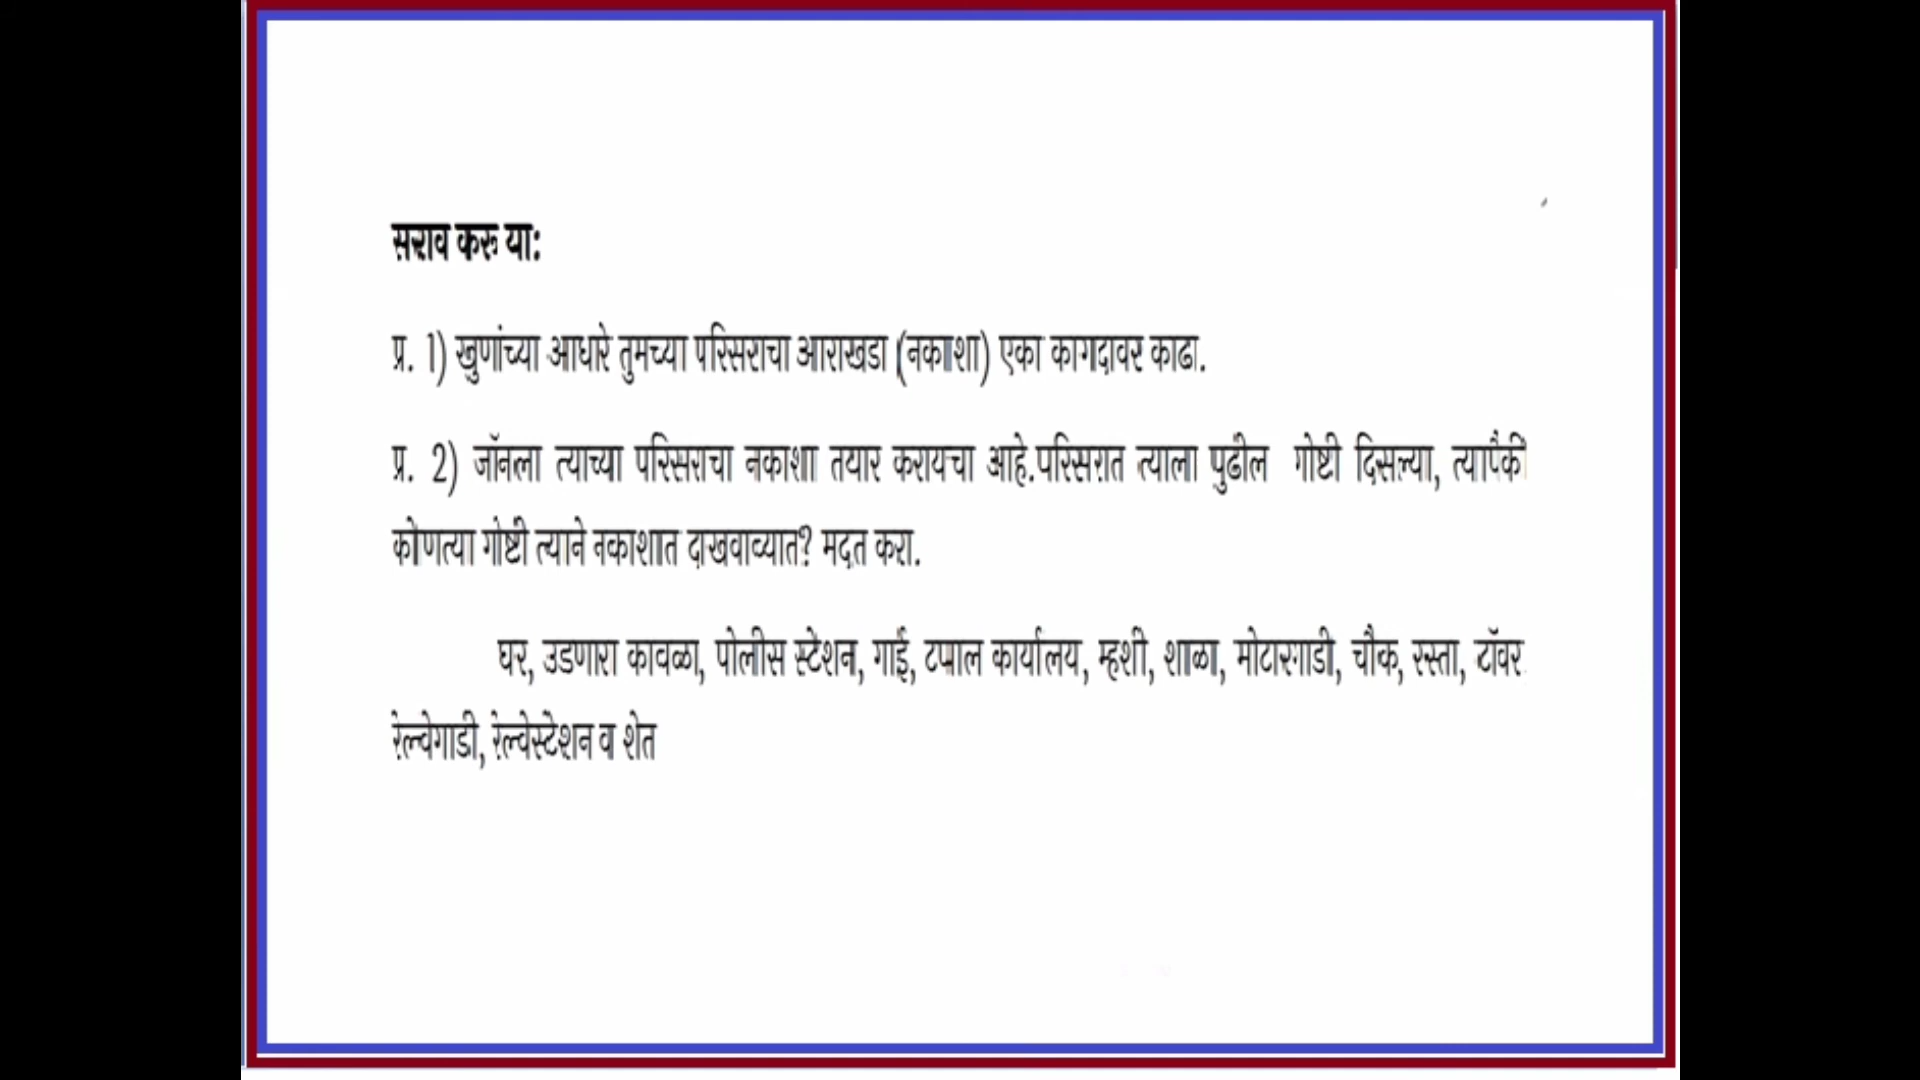 सराव करू या:
प्र. 1) खुणांच्या आधारे तुमच्या परिसराचा आराखडा (नकाशा) एका कागदावर काढा.
प्र. 2) जॉनला त्याच्या परिसराचा नकाशा तयार करायचा आहे.परिसरात त्याला पुढील गोष्टी दिसल्या, त्यापैकी
कोणत्या गोष्टी त्याने नकाशात दाखवाव्यात? मदत करा.
घर, उडणारा कावळा, पोलीस स्टेशन, गाई, टपाल कार्यालय, म्हशी, शाळा, मोटारगाडी, चौक, रस्ता, टॉवर
रेल्वेगाडी, रेल्वेस्टेशन व शेत